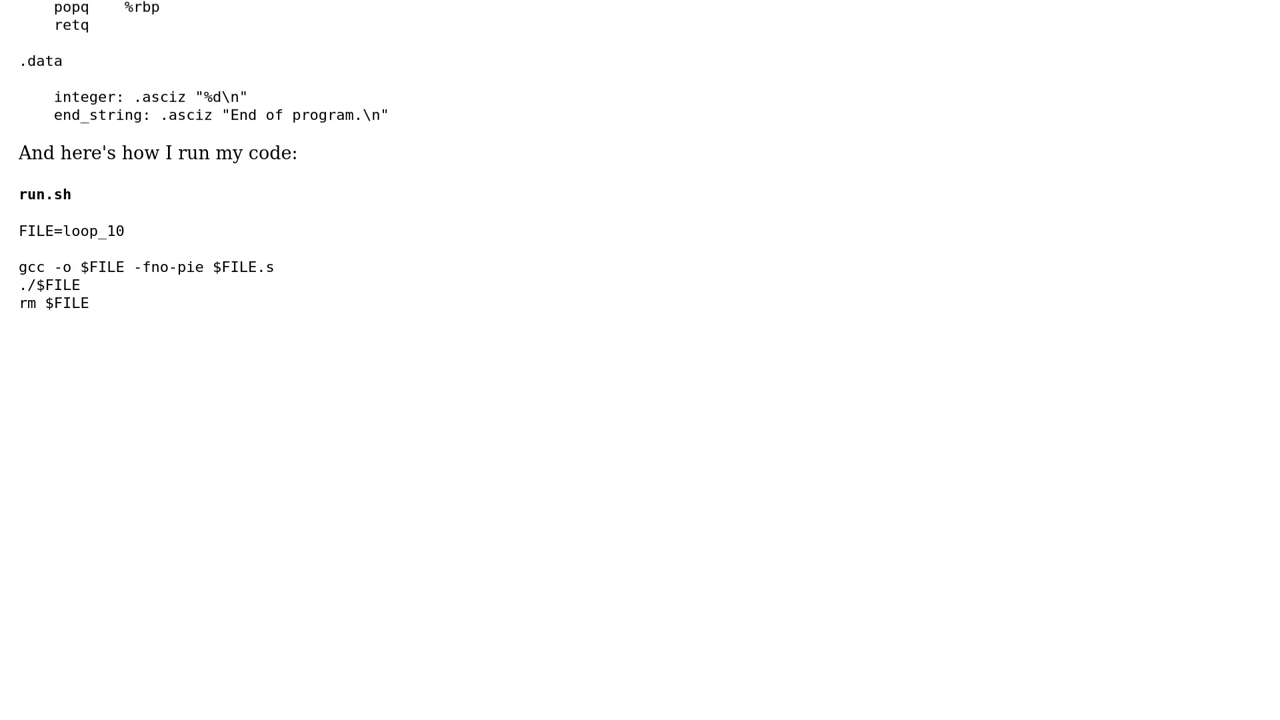 popq    %rbp
retq
.data
integer: .asciz "%d\n"
end_string: .asciz "End of program.\n"
And here's how I run my code:
run.sh
FILE=loop_10
gcc -o $FILE -fno-pie $FILE.s
./$FILE
rm $FILE